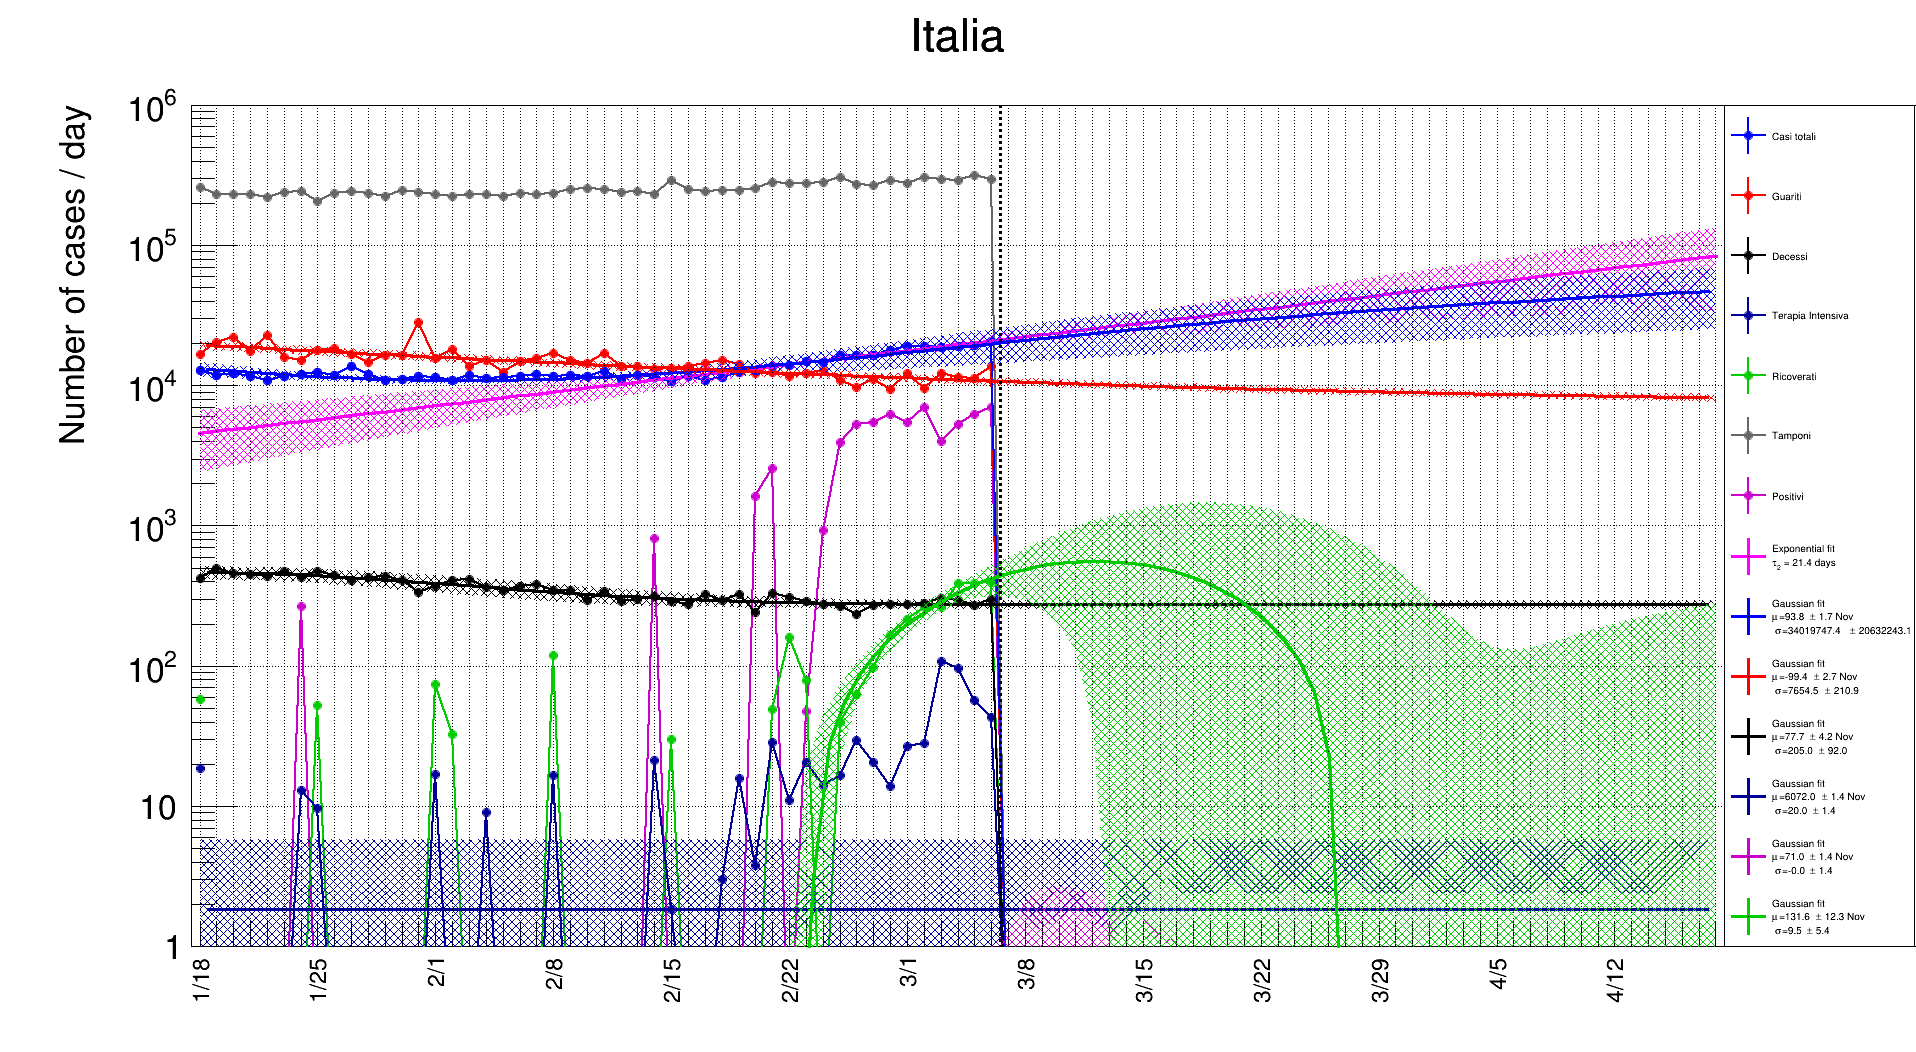 Italia
Number of cases / day
10^6
10^5
10^4
10^3
10^2
10
1
1/18
1/25
2/1
2/8
2/15
2/22
3/1
3/8
3/15
3/22
3/29
4/5
4/12
Casi totali
Guariti
Decessi
Terapia Intensiva
Ricoverati
Tamponi
Positivi
Exponential fit
τ₂ = 21.4 days
Gaussian fit
μ=93.8 ± 1.7 Nov
σ=34019747.4 ± 20632243.1
Gaussian fit
μ=-99.4 ± 2.7 Nov
σ=7654.5 ± 210.9
Gaussian fit
μ=77.7 ± 4.2 Nov
σ=205.0 ± 92.0
Gaussian fit
μ=6072.0 ± 1.4 Nov
σ=20.0 ± 1.4
Gaussian fit
μ=71.0 ± 1.4 Nov
σ=-0.0 ± 1.4
Gaussian fit
μ=131.6 ± 12.3 Nov
σ=9.5 ± 5.4